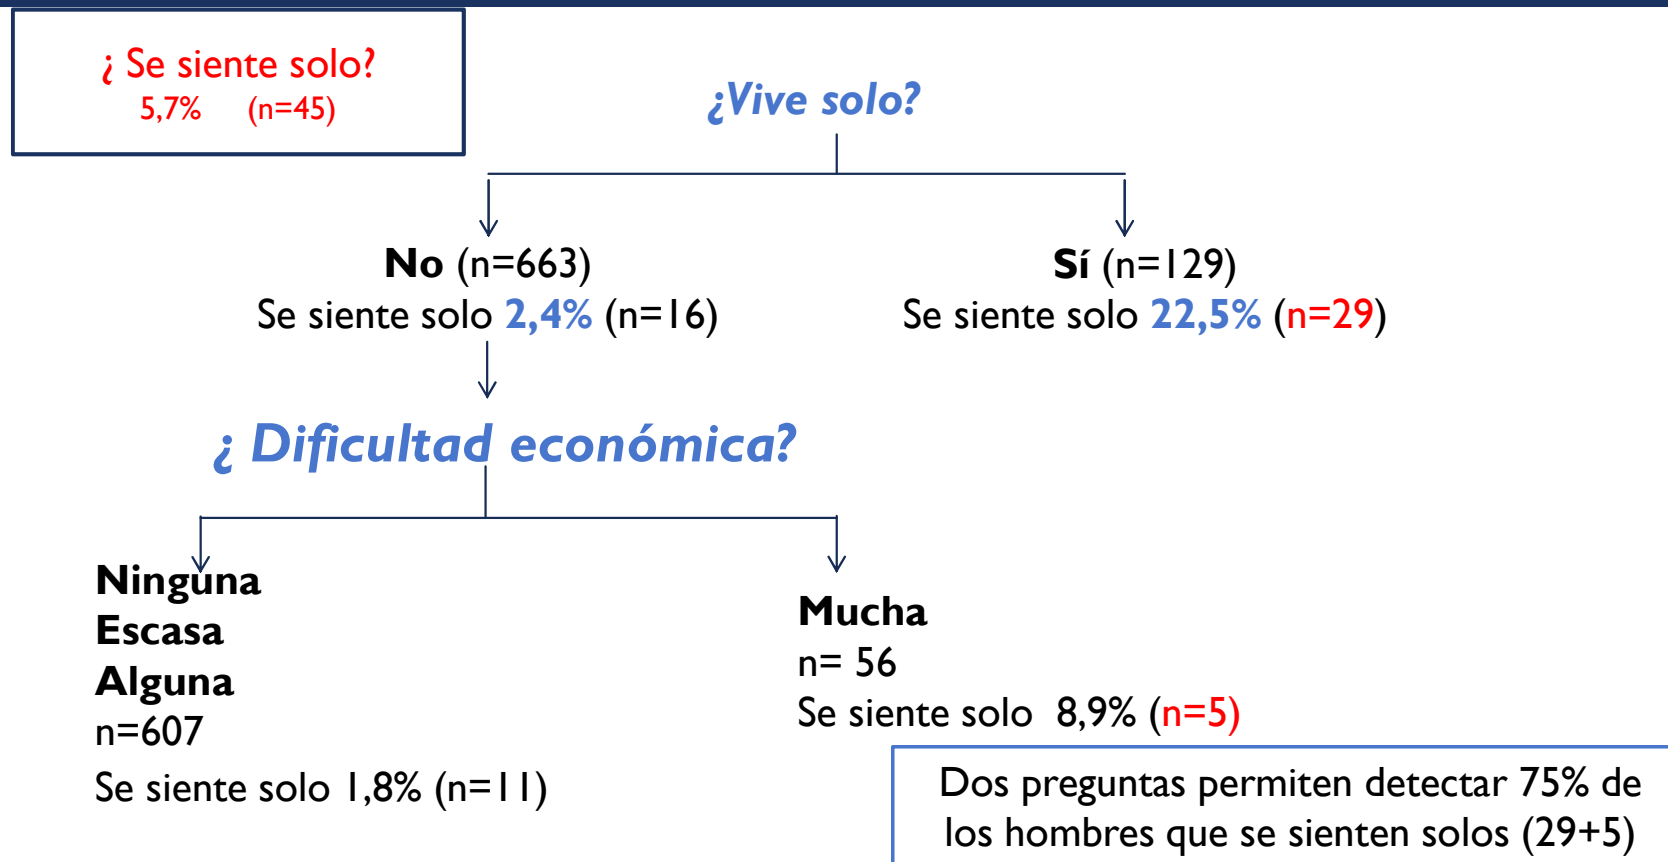 ¿ Se siente solo?
5,7% (n=45)
¿Vive solo?
No (n=663)
Se siente solo 2,4% (n=16)
Sí (n=129)
Se siente solo 22,5% (n=29)
¿ Dificultad económica?
Ninguna
Escasa
Alguna
n=607
Se siente solo 1,8% (n=11)
Mucha
n= 56
Se siente solo 8,9% (n=5)
Dos preguntas permiten detectar 75% de
los hombres que se sienten solos (29+5)